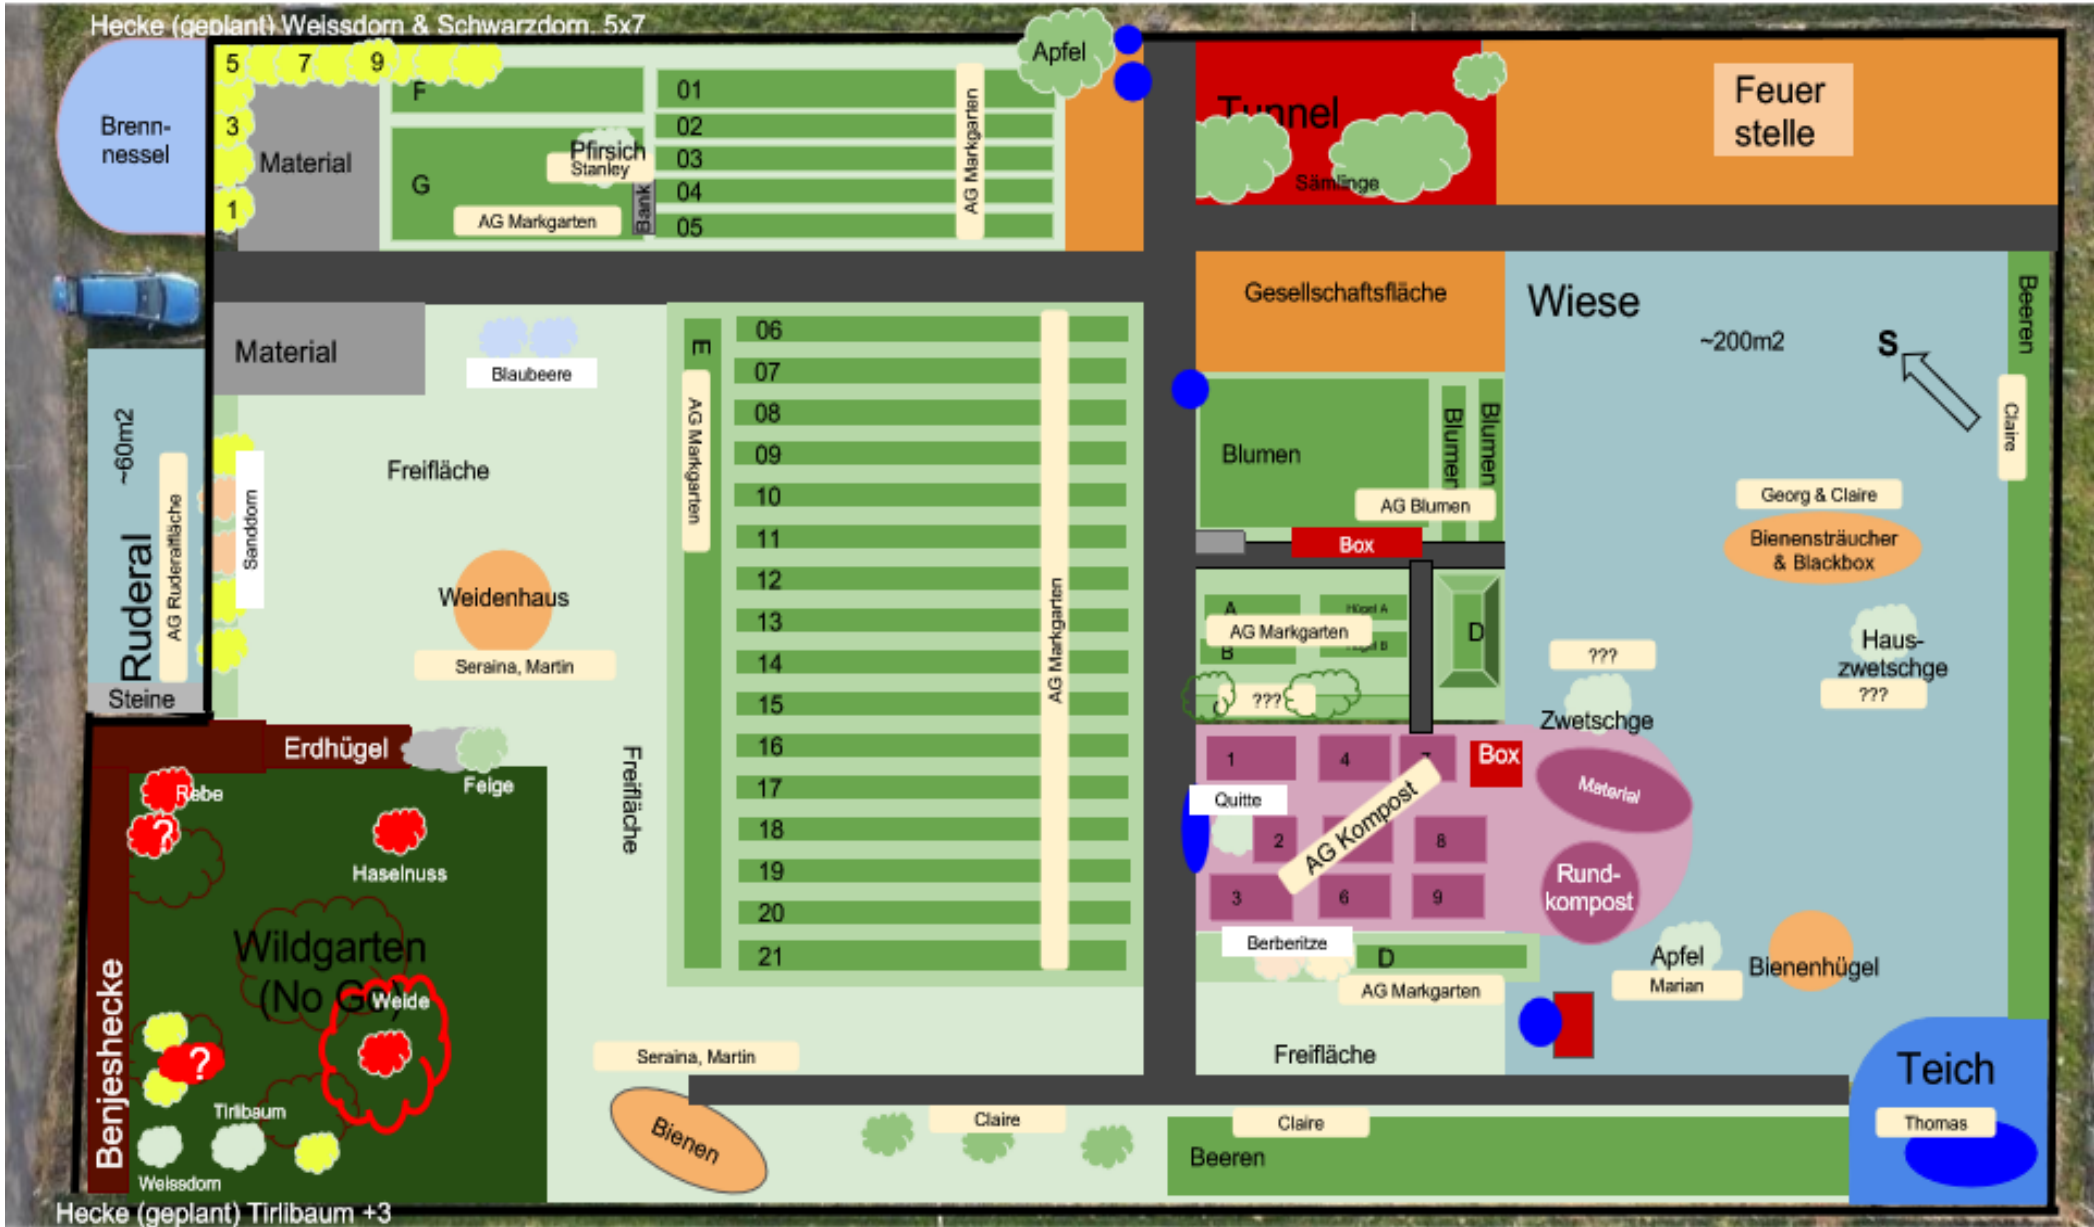 Hecke (geplant) Weissdorn & Schwarzdorn, 5x7
5
7
9
3
1
Brenn-
nessel
Material
F
G
Pfirsich
Stanley
AG Markgarten
Bank
01
02
03
04
05
AG Markgarten
Apfel
Tunnel
Sämlinge
Feuer
stelle
Material
Blaubeere
Freifläche
~60m2
Ruderal
AG Ruderalfläche
Steine
Sanddorn
Weidenhaus
Seraina, Martin
E
AG Markgarten
06
07
08
09
10
11
12
13
14
15
16
17
18
19
20
21
AG Markgarten
Gesellschaftsfläche
Wiese
~200m2
S
Beeren
Claire
Blumen
Blumen
Blumen
AG Blumen
Box
Georg & Claire
Bienensträucher
& Blackbox
A
Hügel A
AG Markgarten
B
Hügel B
D
???
???
Zwetschge
Haus-
zwetschge
???
1
4
7
Box
Material
Quitte
2
8
AG Kompost
3
6
9
Rund-
kompost
Berberitze
D
AG Markgarten
Apfel
Marian
Bienenhügel
Freifläche
Erdhügel
Feige
Freifläche
Rebe
?
Haselnuss
Wildgarten
(No Go)
Weide
Benjeshecke
?
Tirlibaum
Weissdorn
Seraina, Martin
Bienen
Claire
Claire
Beeren
Teich
Thomas
Hecke (geplant) Tirlibaum +3